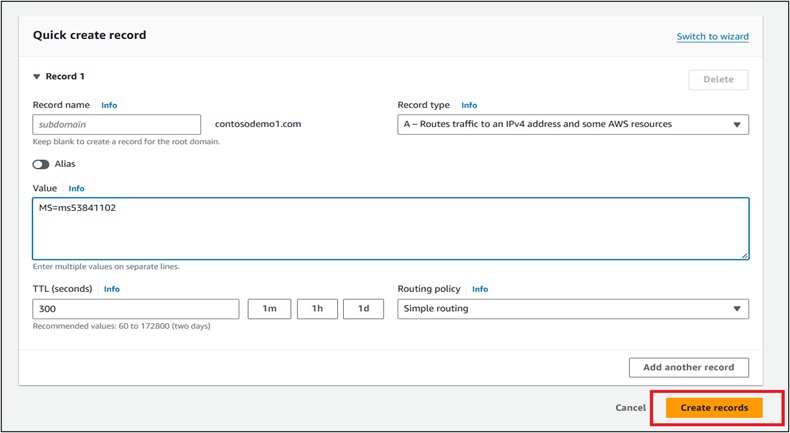 Quick create record
Switch to wizard
Record 1
Delete
Record name Info
Record type Info
subdomain
contosodemo1.com
A – Routes traffic to an IPv4 address and some AWS resources
Keep blank to create a record for the root domain.
Alias
Value Info
MS=ms53841102
Enter multiple values on separate lines.
TTL (seconds) Info
Routing policy Info
300
1m
1h
1d
Simple routing
Recommended values: 60 to 172800 (two days)
Add another record
Cancel
Create records